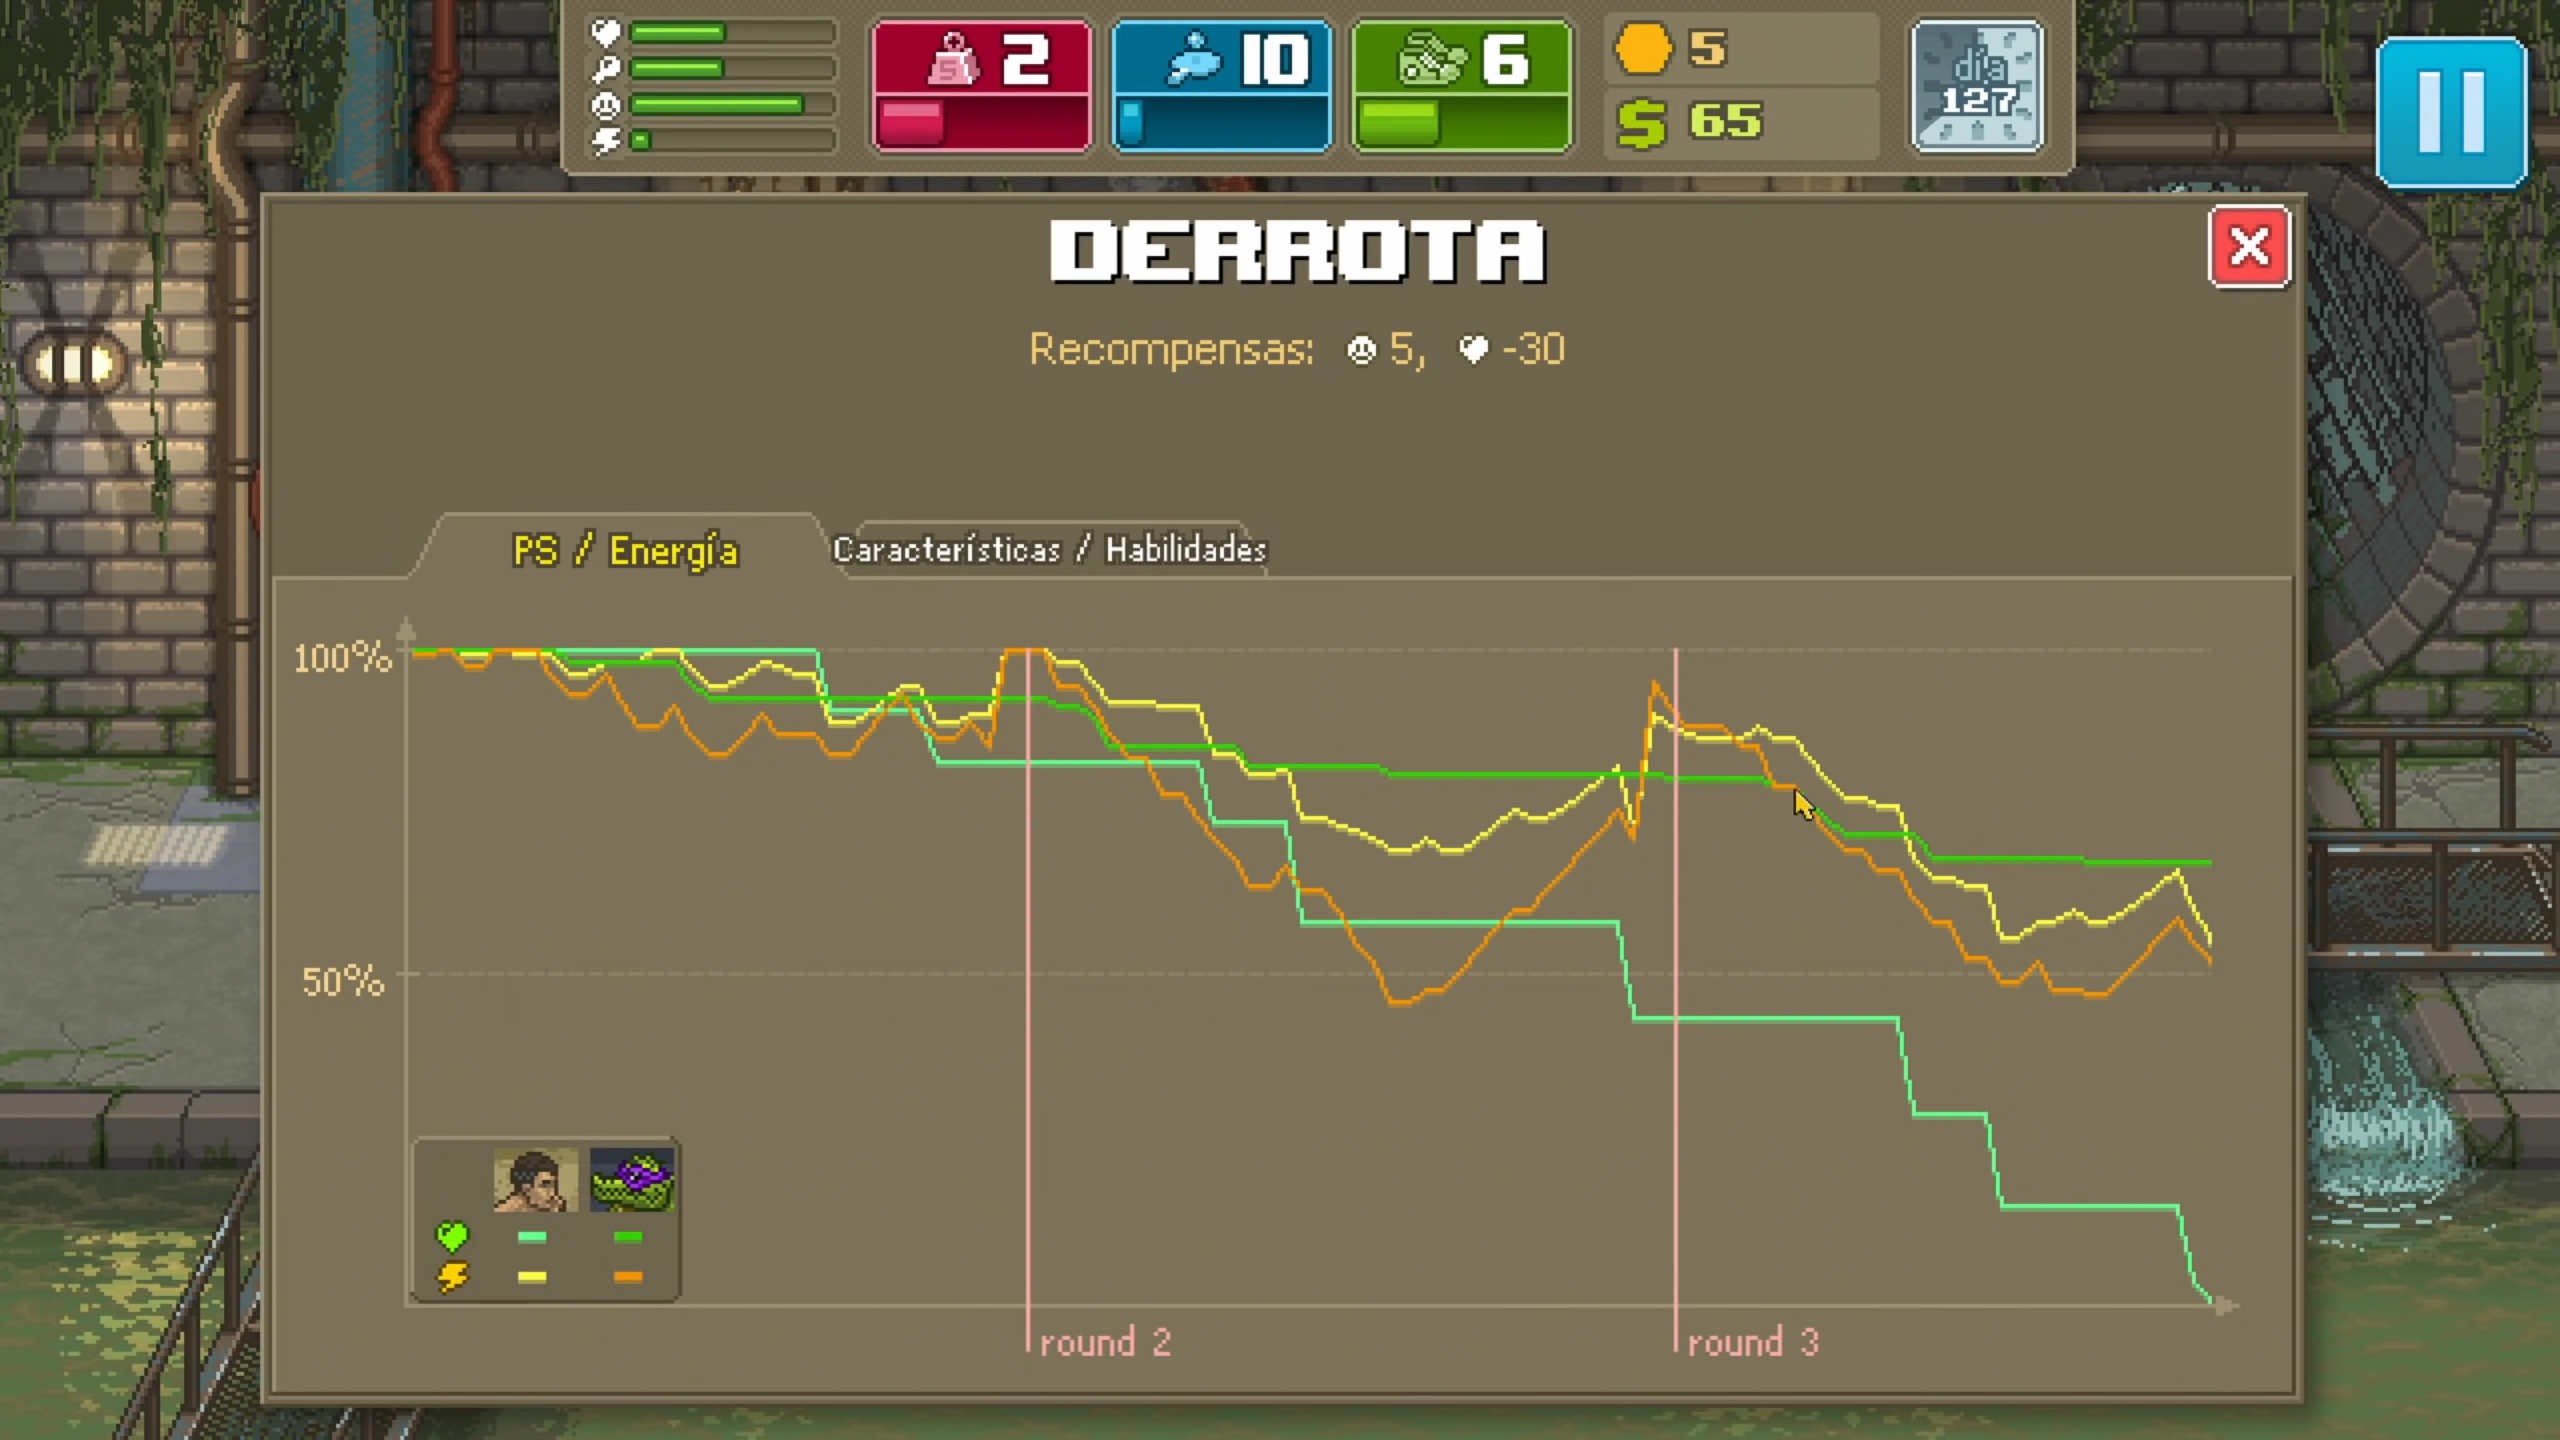 2
10
6
5
65
día
127
DERROTA
Recompensas: 5, -30
PS / Energía
Características / Habilidades
100%
50%
round 2
round 3